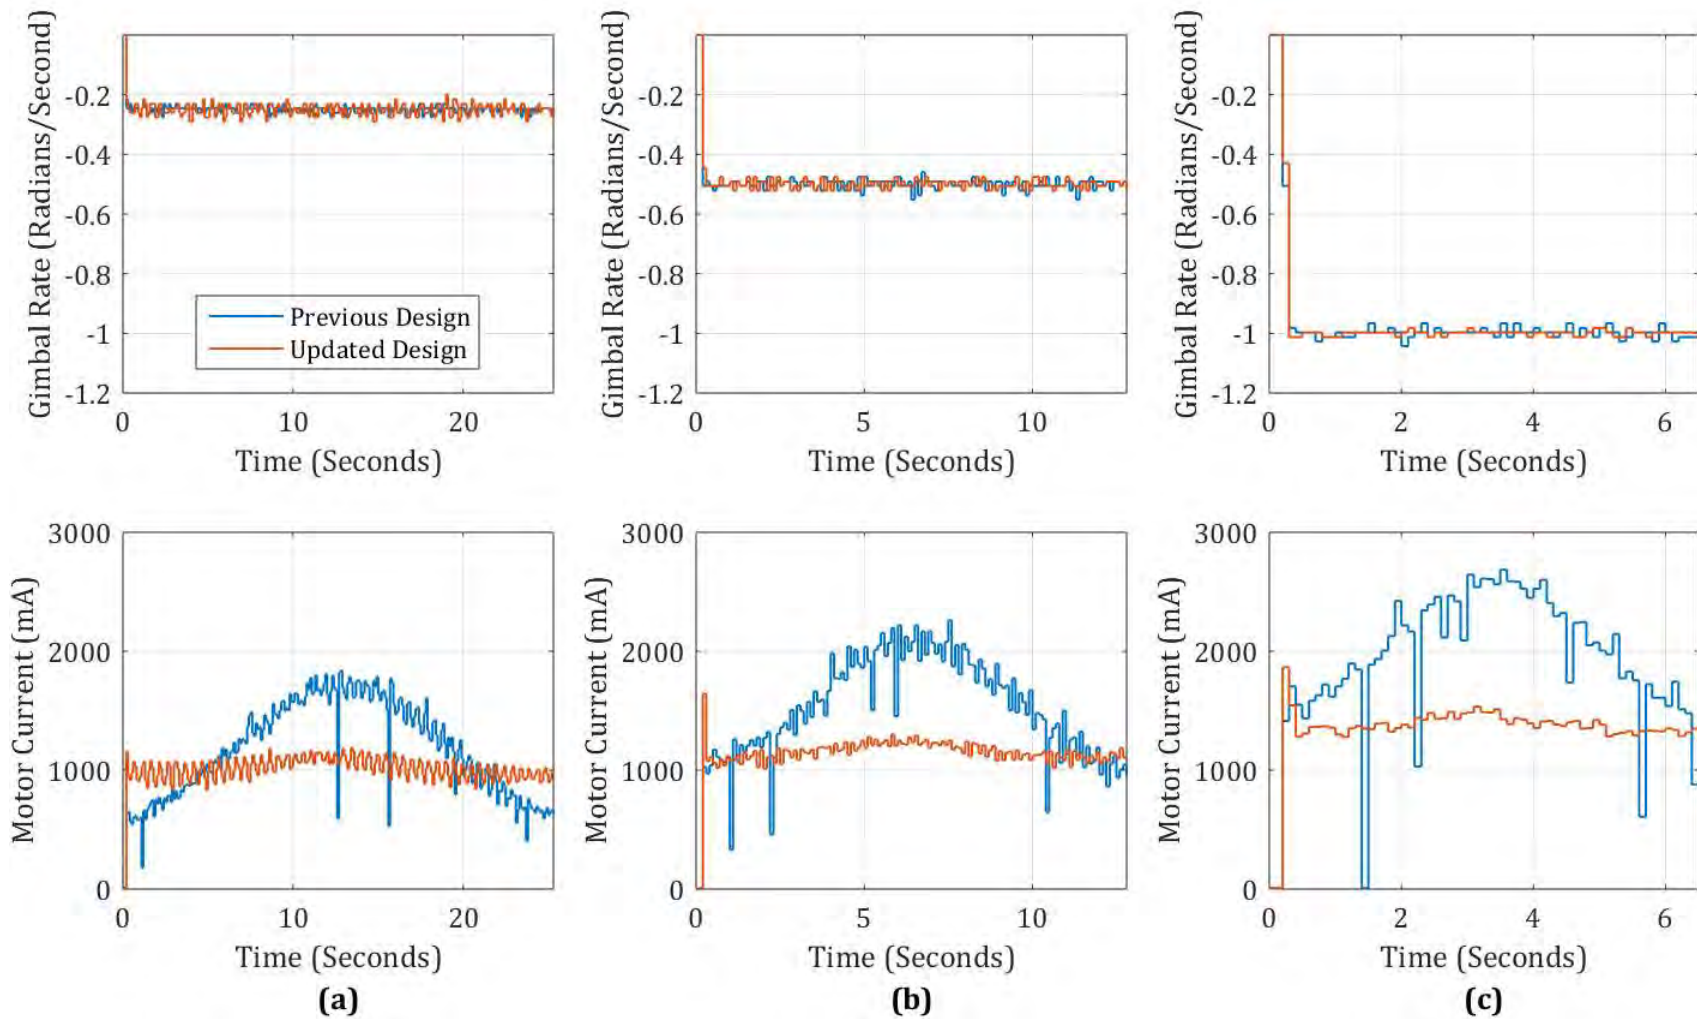 Gimbal Rate (Radians/Second)
-0.2
-0.4
-0.6
-0.8
-1
-1.2
0
10
20
Time (Seconds)
Previous Design
Updated Design
Gimbal Rate (Radians/Second)
-0.2
-0.4
-0.6
-0.8
-1
-1.2
0
5
10
Time (Seconds)
Gimbal Rate (Radians/Second)
-0.2
-0.4
-0.6
-0.8
-1
-1.2
0
2
4
6
Time (Seconds)
Motor Current (mA)
3000
2000
1000
0
0
10
20
Time (Seconds)
(a)
Motor Current (mA)
3000
2000
1000
0
0
5
10
Time (Seconds)
(b)
Motor Current (mA)
3000
2000
1000
0
0
2
4
6
Time (Seconds)
(c)